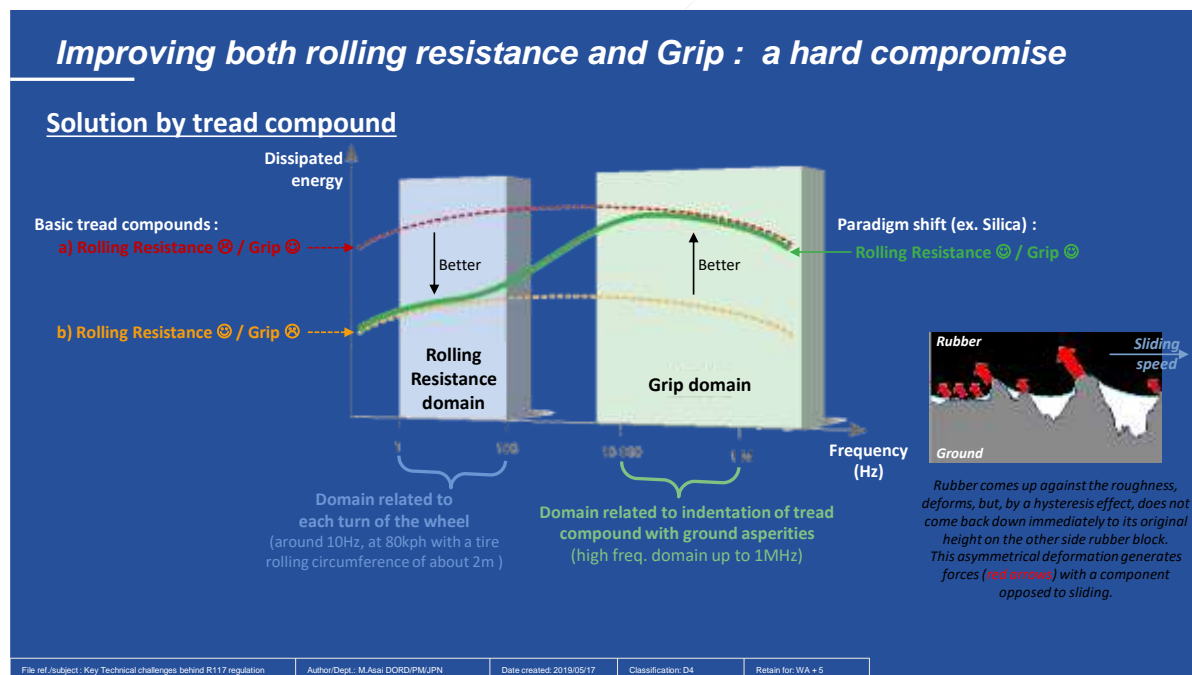 Improving both rolling resistance and Grip : a hard compromise
Solution by tread compound
Dissipated
energy
Basic tread compounds :
a) Rolling Resistance ☹ / Grip ☺
b) Rolling Resistance ☺ / Grip ☹
Better
Better
Paradigm shift (ex. Silica) :
Rolling Resistance ☺ / Grip ☺
Rolling
Resistance
domain
Grip domain
1
100
10 000
Frequency
(Hz)
Domain related to
each turn of the wheel
(around 10Hz, at 80kph with a tire
rolling circumference of about 2m )
Domain related to indentation of tread
compound with ground asperities
(high freq. domain up to 1MHz)
Rubber
Sliding
speed
Ground
Rubber comes up against the roughness,
deforms, but, by a hysteresis effect, does not
come back down immediately to its original
height on the other side rubber block.
This asymmetrical deformation generates
forces (red arrows) with a component
opposed to sliding.
File ref./subject : Key Technical challenges behind R117 regulation
Author/Dept.: M.Asai DORD/PM/JPN
Date created: 2019/05/17
Classification: D4
Retain for: WA + 5